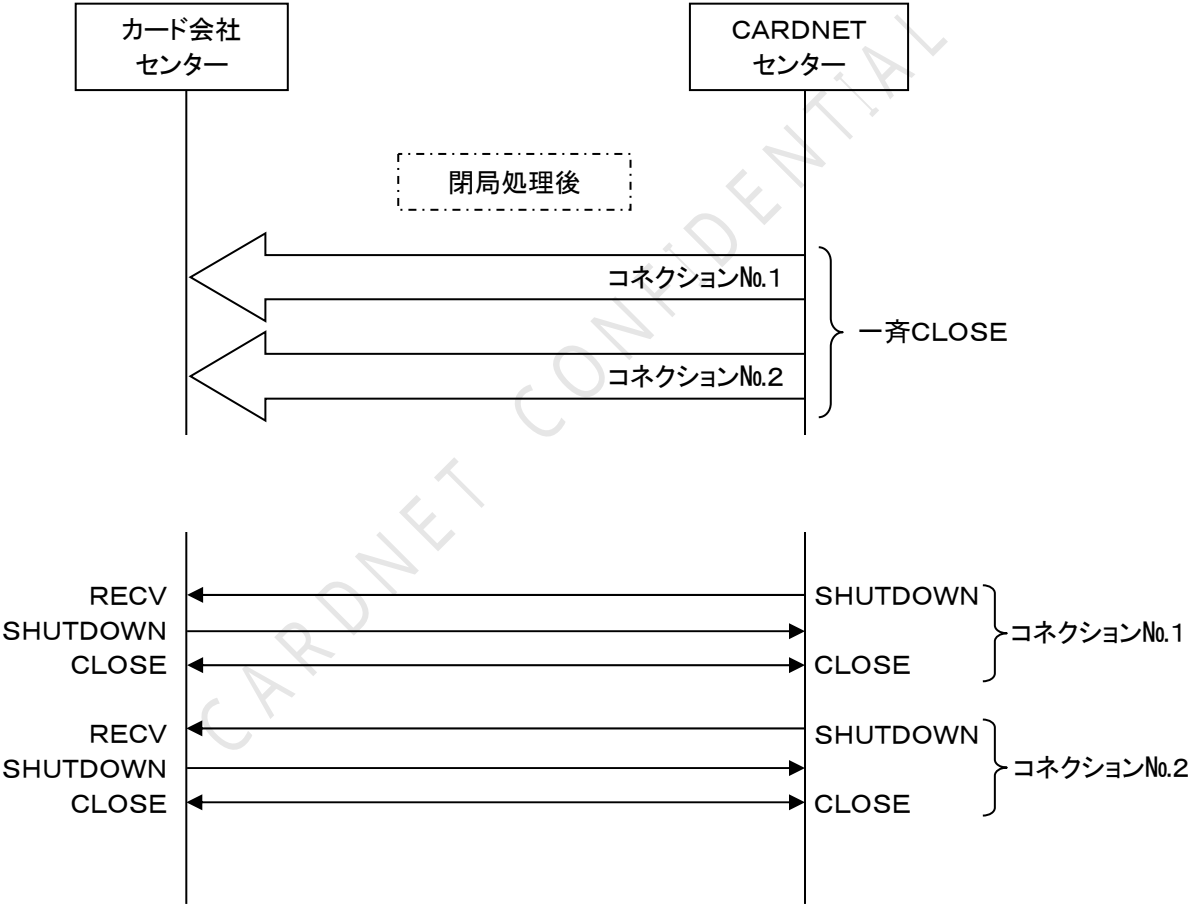 カード会社
センター
CARDNET
センター
閉局処理後
コネクション№.1
コネクション№.2
一斉CLOSE
RECV
SHUTDOWN
SHUTDOWN
コネクション№.1
CLOSE
CLOSE
RECV
SHUTDOWN
SHUTDOWN
コネクション№.2
CLOSE
CLOSE
CARDNET CONFIDENTIAL